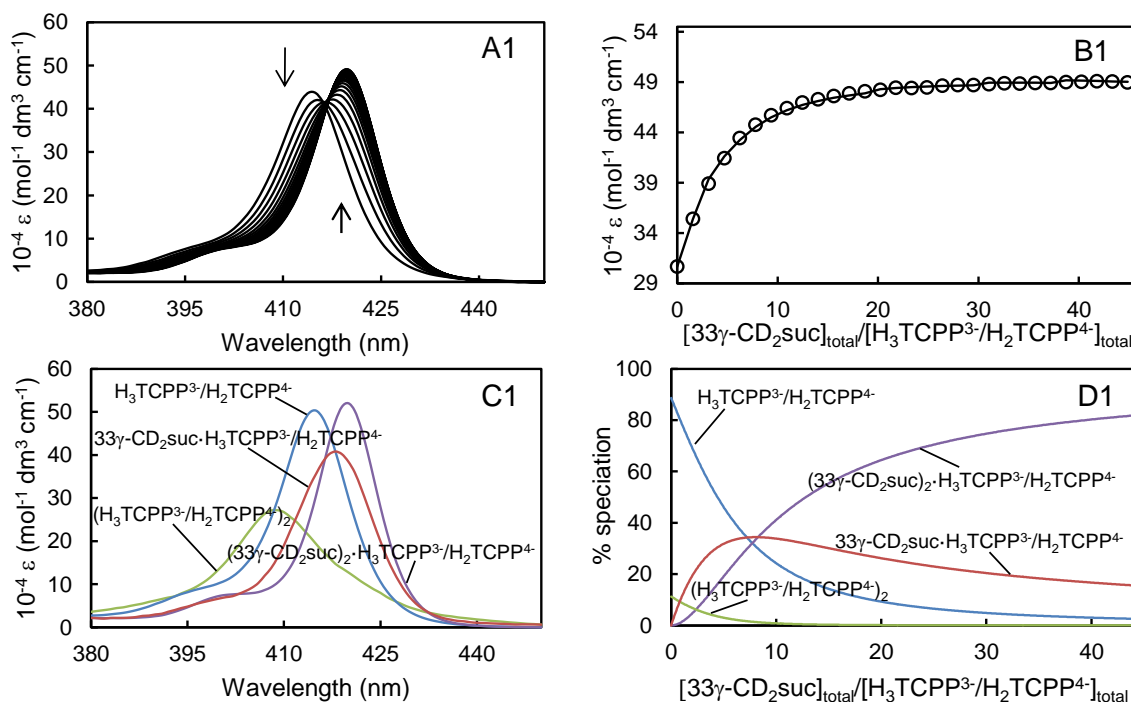 A1
10⁻⁴ ε (mol⁻¹ dm³ cm⁻¹)
60
50
40
30
20
10
0
380 395 410 425 440
Wavelength (nm)
B1
10⁻⁴ ε (mol⁻¹ dm³ cm⁻¹)
54
49
44
39
34
29
0 10 20 30 40
[33γ-CD₂suc]total/[H₃TCPP³⁻/H₂TCPP⁴⁻]total
C1
10⁻⁴ ε (mol⁻¹ dm³ cm⁻¹)
60
50
40
30
20
10
0
H₃TCPP³⁻/H₂TCPP⁴⁻
33γ-CD₂suc·H₃TCPP³⁻/H₂TCPP⁴⁻
(H₃TCPP³⁻/H₂TCPP⁴⁻)₂
(33γ-CD₂suc)₂·H₃TCPP³⁻/H₂TCPP⁴⁻
380 395 410 425 440
Wavelength (nm)
D1
% speciation
100
80
60
40
20
0
H₃TCPP³⁻/H₂TCPP⁴⁻
(33γ-CD₂suc)₂·H₃TCPP³⁻/H₂TCPP⁴⁻
33γ-CD₂suc·H₃TCPP³⁻/H₂TCPP⁴⁻
(H₃TCPP³⁻/H₂TCPP⁴⁻)₂
0 10 20 30 40
[33γ-CD₂suc]total/[H₃TCPP³⁻/H₂TCPP⁴⁻]total